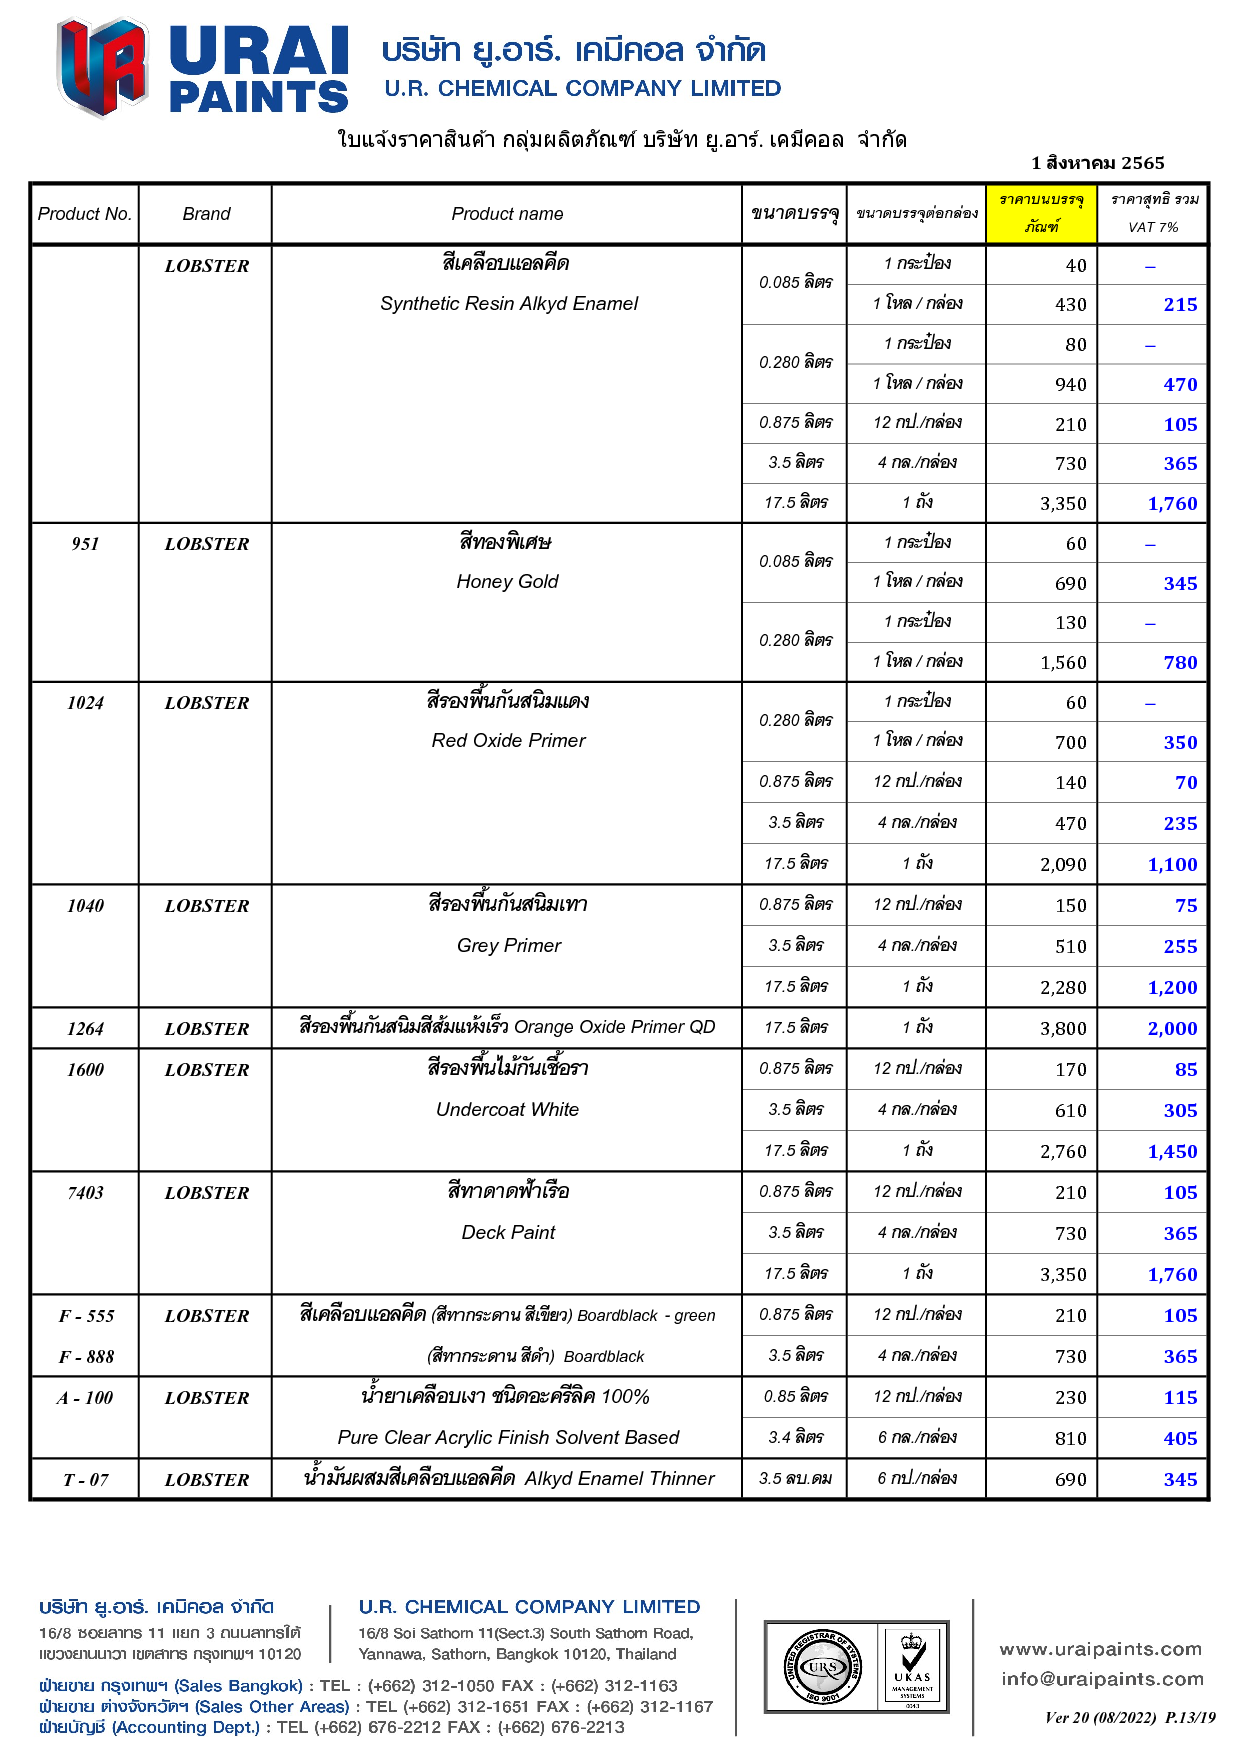 URAI
PAINTS
บริษัท ยู.อาร์. เคมีคอล จำกัด
U.R. CHEMICAL COMPANY LIMITED
ใบแจ้งราคาสินค้า กลุ่มผลิตภัณฑ์ บริษัท ยู.อาร์. เคมีคอล จำกัด
1 สิงหาคม 2565
Product No. Brand Product name ขนาดบรรจุ ขนาดบรรจุต่อกล่อง ราคาบนบรรจุภัณฑ์ ราคาสุทธิ รวม VAT 7%
LOBSTER สีเคลือบแอลคีด 0.085 ลิตร 1 กระป๋อง 40 –
Synthetic Resin Alkyd Enamel 1 โหล / กล่อง 430 215
0.280 ลิตร 1 กระป๋อง 80 –
1 โหล / กล่อง 940 470
0.875 ลิตร 12 กป./กล่อง 210 105
3.5 ลิตร 4 กล./กล่อง 730 365
17.5 ลิตร 1 ถัง 3,350 1,760
951 LOBSTER สีทองพิเศษ 0.085 ลิตร 1 กระป๋อง 60 –
Honey Gold 1 โหล / กล่อง 690 345
0.280 ลิตร 1 กระป๋อง 130 –
1 โหล / กล่อง 1,560 780
1024 LOBSTER สีรองพื้นกันสนิมแดง 0.280 ลิตร 1 กระป๋อง 60 –
Red Oxide Primer 1 โหล / กล่อง 700 350
0.875 ลิตร 12 กป./กล่อง 140 70
3.5 ลิตร 4 กล./กล่อง 470 235
17.5 ลิตร 1 ถัง 2,090 1,100
1040 LOBSTER สีรองพื้นกันสนิมเทา 0.875 ลิตร 12 กป./กล่อง 150 75
Grey Primer 3.5 ลิตร 4 กล./กล่อง 510 255
17.5 ลิตร 1 ถัง 2,280 1,200
1264 LOBSTER สีรองพื้นกันสนิมสีส้มแห้งเร็ว Orange Oxide Primer QD 17.5 ลิตร 1 ถัง 3,800 2,000
1600 LOBSTER สีรองพื้นไม้กันเชื้อรา 0.875 ลิตร 12 กป./กล่อง 170 85
Undercoat White 3.5 ลิตร 4 กล./กล่อง 610 305
17.5 ลิตร 1 ถัง 2,760 1,450
7403 LOBSTER สีทาดาดฟ้าเรือ 0.875 ลิตร 12 กป./กล่อง 210 105
Deck Paint 3.5 ลิตร 4 กล./กล่อง 730 365
17.5 ลิตร 1 ถัง 3,350 1,760
F - 555 LOBSTER สีเคลือบแอลคีด (สีทากระดาน สีเขียว) Boardblack - green 0.875 ลิตร 12 กป./กล่อง 210 105
F - 888 (สีทากระดาน สีดำ) Boardblack 3.5 ลิตร 4 กล./กล่อง 730 365
A - 100 LOBSTER น้ำยาเคลือบเงา ชนิดอะครีลิค 100% 0.85 ลิตร 12 กป./กล่อง 230 115
Pure Clear Acrylic Finish Solvent Based 3.4 ลิตร 6 กล./กล่อง 810 405
T - 07 LOBSTER น้ำมันผสมสีเคลือบแอลคีด Alkyd Enamel Thinner 3.5 ลบ.ดม 6 กป./กล่อง 690 345
บริษัท ยู.อาร์. เคมีคอล จำกัด
16/8 ซอยสาทร 11 แยก 3 ถนนสาทรใต้
แขวงยานนาวา เขตสาทร กรุงเทพฯ 10120
U.R. CHEMICAL COMPANY LIMITED
16/8 Soi Sathorn 11(Sect.3) South Sathorn Road,
Yannawa, Sathorn, Bangkok 10120, Thailand
ฝ่ายขาย กรุงเทพฯ (Sales Bangkok) : TEL : (+662) 312-1050 FAX : (+662) 312-1163
ฝ่ายขาย ต่างจังหวัดฯ (Sales Other Areas) : TEL (+662) 312-1651 FAX : (+662) 312-1167
ฝ่ายบัญชี (Accounting Dept.) : TEL (+662) 676-2212 FAX : (+662) 676-2213
UNITED REGISTRAR OF SYSTEMS
URS
ISO 9001
UKAS
MANAGEMENT
SYSTEMS
0043
www.uraipaints.com
info@uraipaints.com
Ver 20 (08/2022) P.13/19